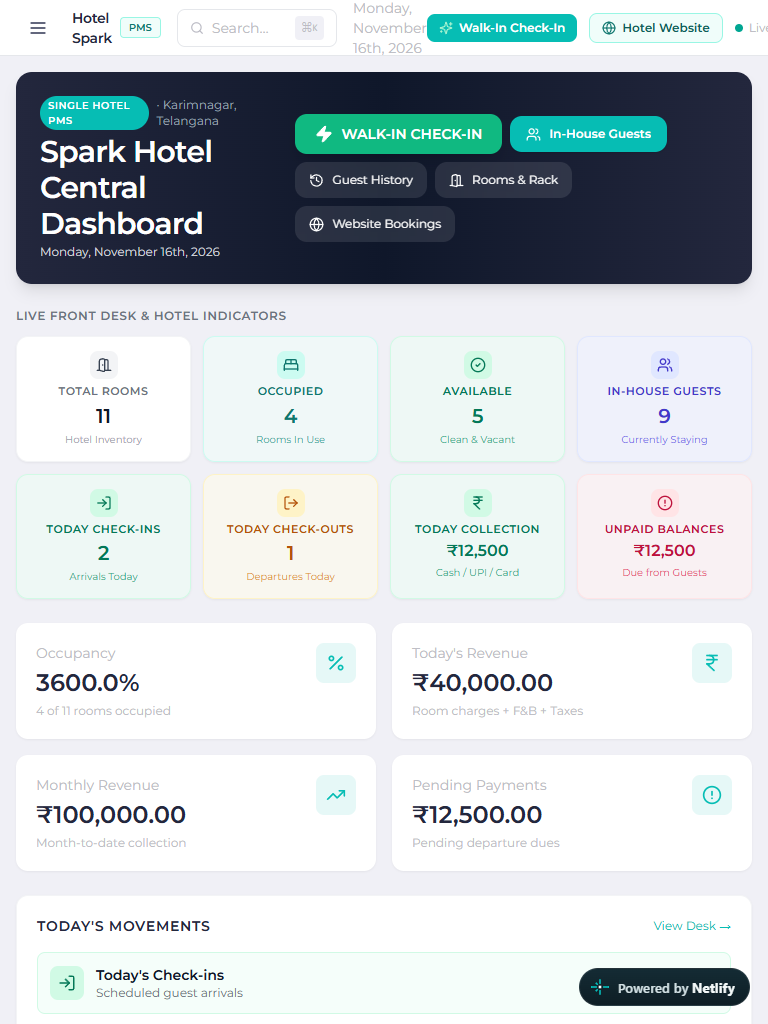 Hotel Spark
PMS
Search...
⌘K
Monday, November 16th, 2026
Walk-In Check-In
Hotel Website
Live
SINGLE HOTEL PMS
· Karimnagar, Telangana
Spark Hotel
Central
Dashboard
Monday, November 16th, 2026
WALK-IN CHECK-IN
In-House Guests
Guest History
Rooms & Rack
Website Bookings
LIVE FRONT DESK & HOTEL INDICATORS
TOTAL ROOMS
11
Hotel Inventory
OCCUPIED
4
Rooms In Use
AVAILABLE
5
Clean & Vacant
IN-HOUSE GUESTS
9
Currently Staying
TODAY CHECK-INS
2
Arrivals Today
TODAY CHECK-OUTS
1
Departures Today
TODAY COLLECTION
₹12,500
Cash / UPI / Card
UNPAID BALANCES
₹12,500
Due from Guests
Occupancy
3600.0%
4 of 11 rooms occupied
Today's Revenue
₹40,000.00
Room charges + F&B + Taxes
Monthly Revenue
₹100,000.00
Month-to-date collection
Pending Payments
₹12,500.00
Pending departure dues
TODAY'S MOVEMENTS
View Desk →
Today's Check-ins
Scheduled guest arrivals
Powered by Netlify